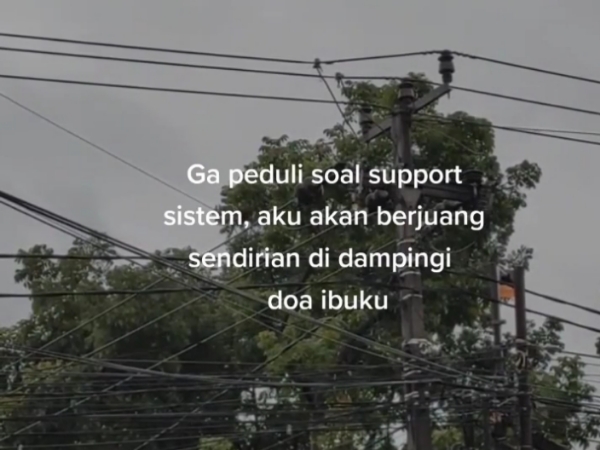 Ga peduli soal support
sistem, aku akan berjuang
sendirian di dampingi
doa ibuku